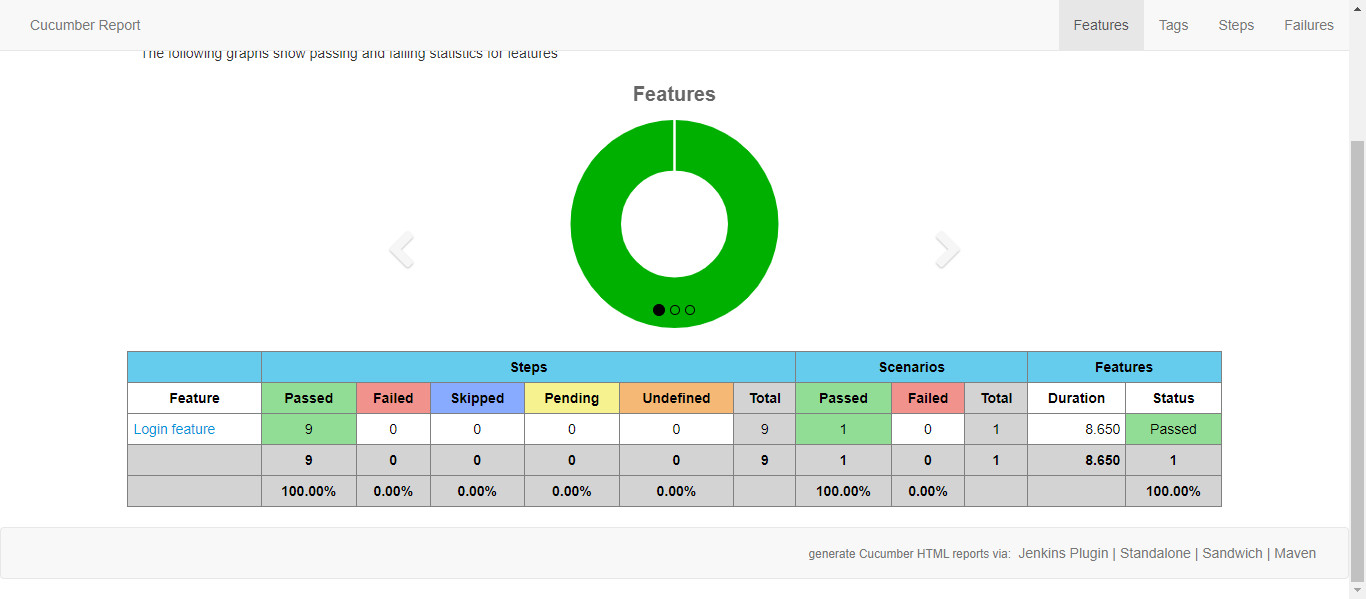 Cucumber Report Features Tags Steps Failures
The following graphs show passing and failing statistics for features
Features
Steps Scenarios Features
Feature Passed Failed Skipped Pending Undefined Total Passed Failed Total Duration Status
Login feature 9 0 0 0 0 9 1 0 1 8.650 Passed
9 0 0 0 0 9 1 0 1 8.650 1
100.00% 0.00% 0.00% 0.00% 0.00% 100.00% 0.00% 100.00%
generate Cucumber HTML reports via: Jenkins Plugin | Standalone | Sandwich | Maven